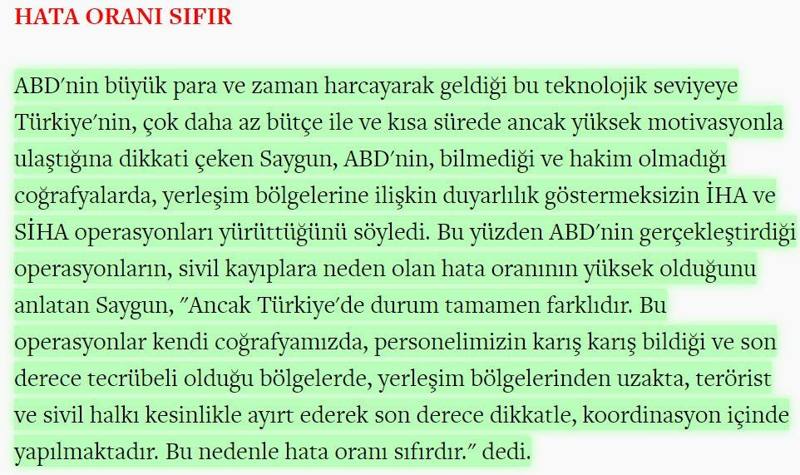 HATA ORANI SIFIR
ABD'nin büyük para ve zaman harcayarak geldiği bu teknolojik seviyeye
Türkiye'nin, çok daha az bütçe ile ve kısa sürede ancak yüksek motivasyonla
ulaştığına dikkati çeken Saygun, ABD'nin, bilmediği ve hakim olmadığı
coğrafyalarda, yerleşim bölgelerine ilişkin duyarlılık göstermeksizin İHA ve
SİHA operasyonları yürüttüğünü söyledi. Bu yüzden ABD'nin gerçekleştirdiği
operasyonların, sivil kayıplara neden olan hata oranının yüksek olduğunu
anlatan Saygun, "Ancak Türkiye'de durum tamamen farklıdır. Bu
operasyonlar kendi coğrafyamızda, personelimizin karış karış bildiği ve son
derece tecrübeli olduğu bölgelerde, yerleşim bölgelerinden uzakta, terörist
ve sivil halkı kesinlikle ayırt ederek son derece dikkatle, koordinasyon içinde
yapılmaktadır. Bu nedenle hata oranı sıfırdır." dedi.